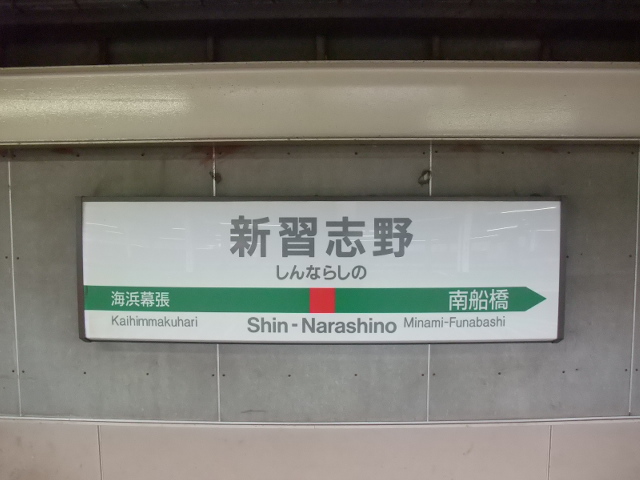 新習志野
しんならしの
海浜幕張 南船橋
Kaihimmakuhari Shin-Narashino Minami-Funabashi